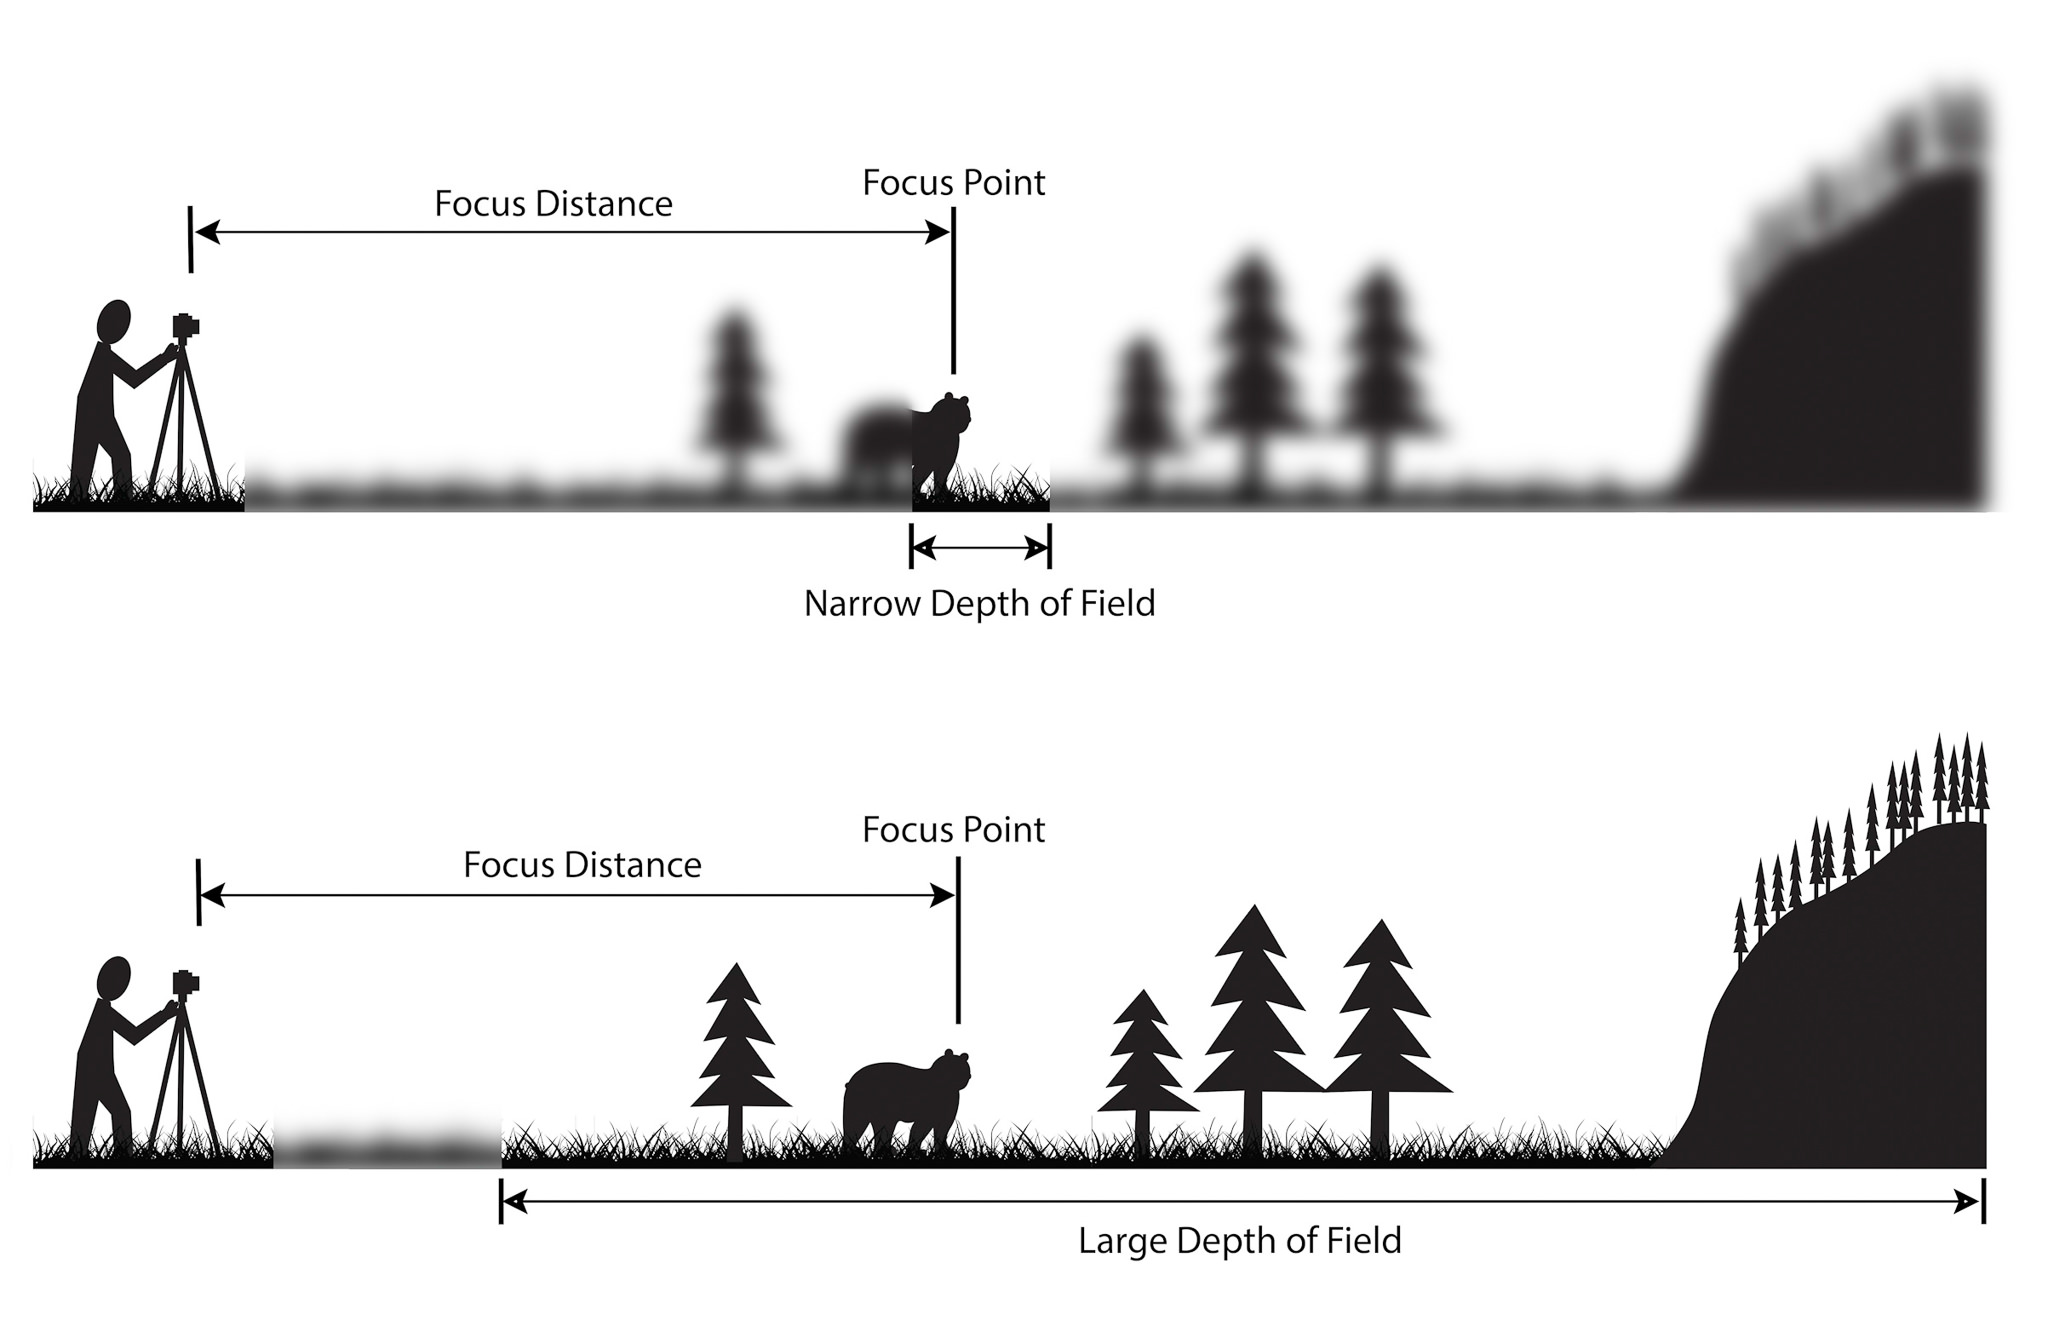 Focus Point
Focus Distance
Narrow Depth of Field
Focus Point
Focus Distance
Large Depth of Field